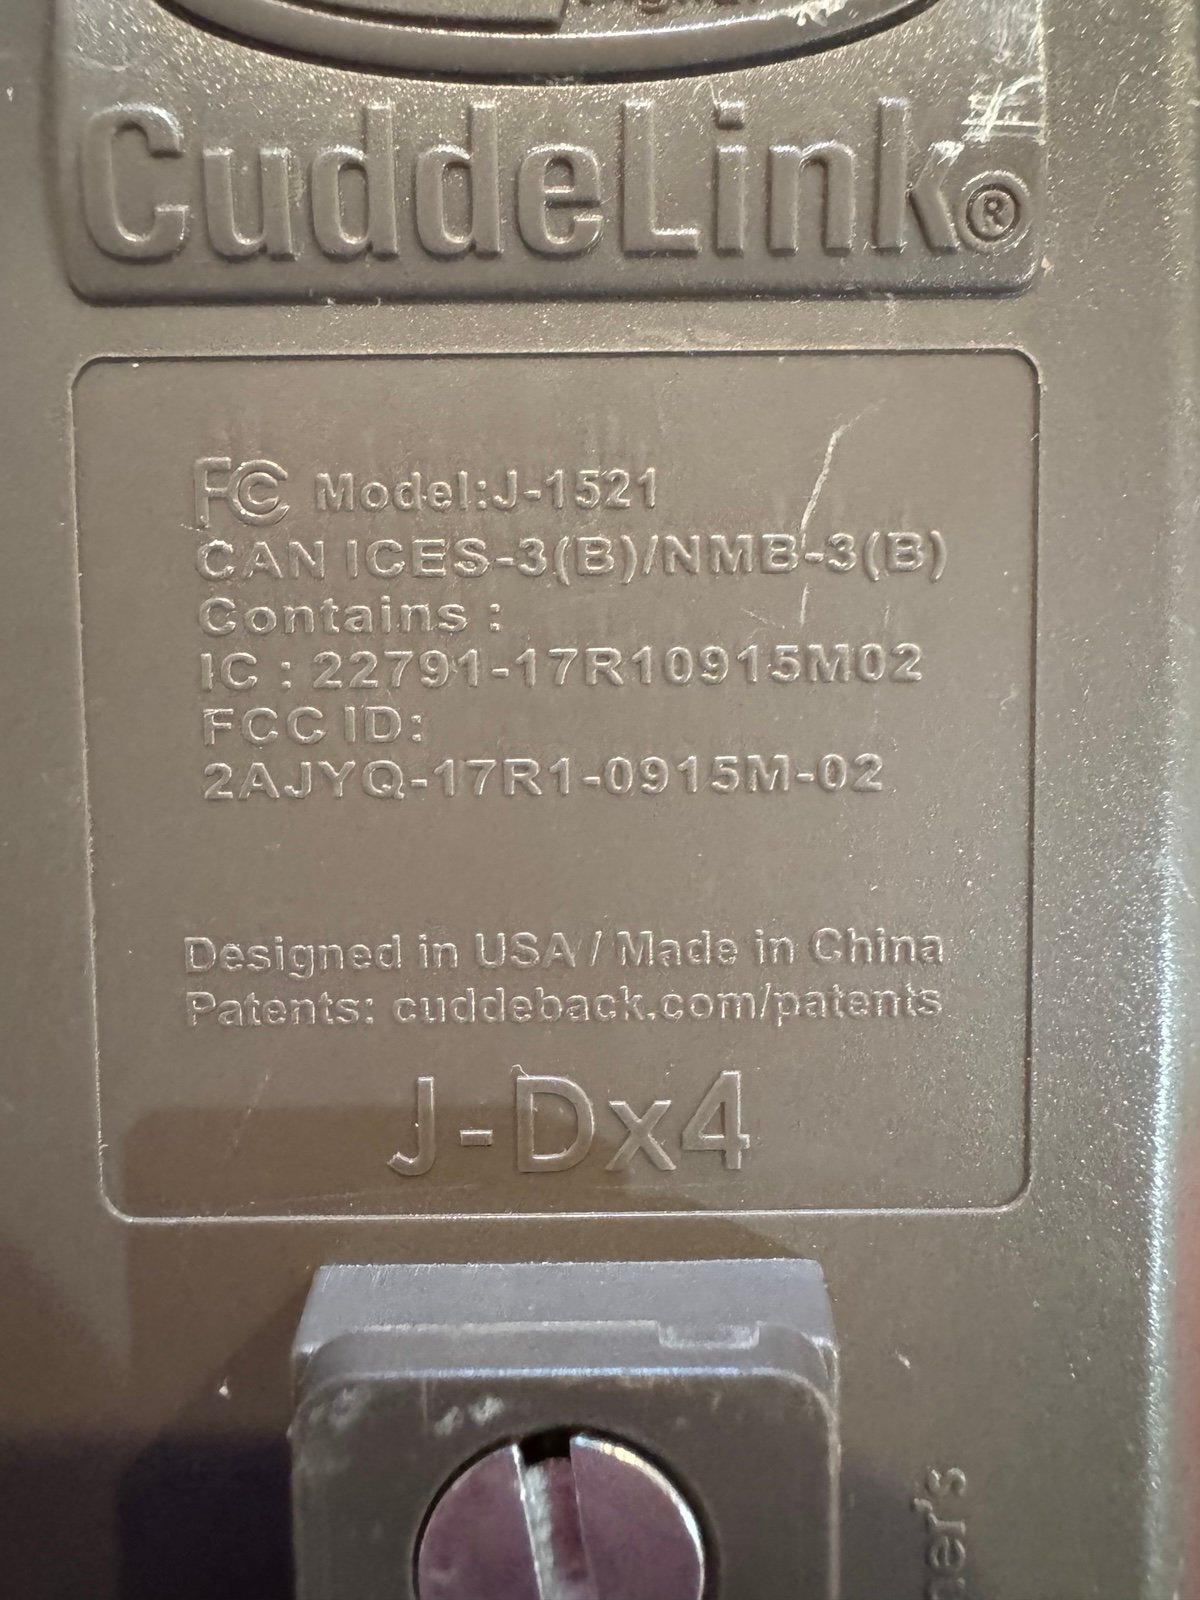 CuddeLink®
FC Model:J-1521
CAN ICES-3(B)/NMB-3(B)
Contains :
IC : 22791-17R10915M02
FCC ID:
2AJYQ-17R1-0915M-02
Designed in USA / Made in China
Patents: cuddeback.com/patents
J-Dx4